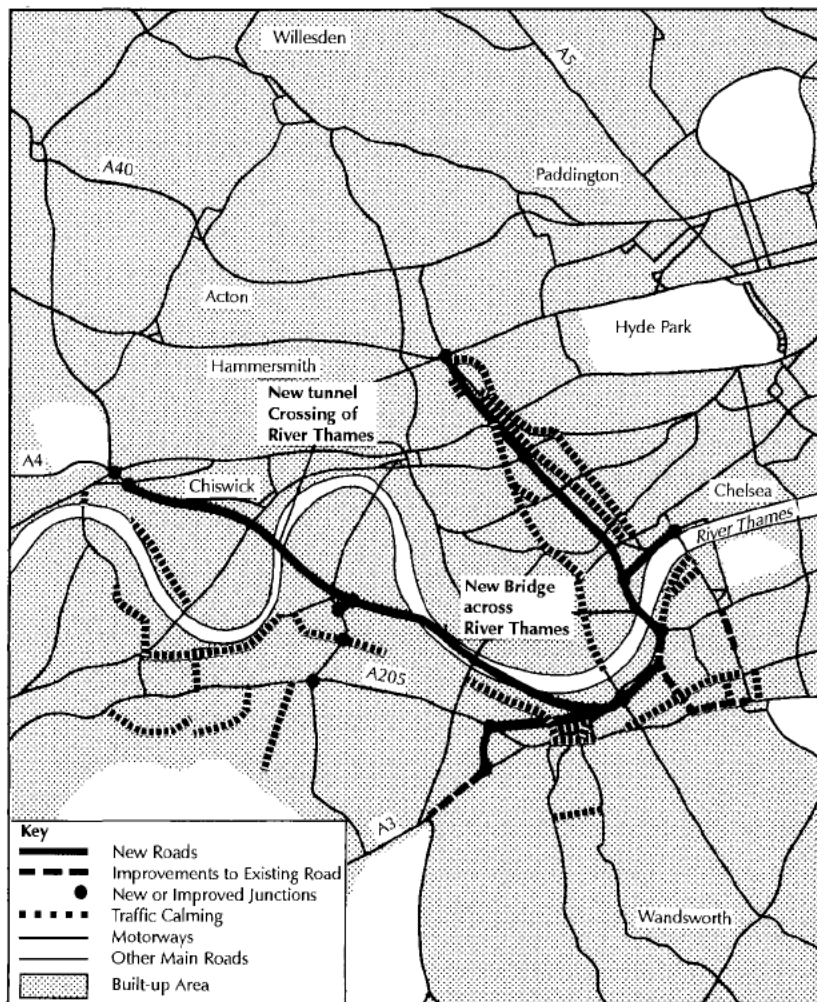 Willesden
A5
A40
Paddington
Acton
Hyde Park
Hammersmith
New tunnel
Crossing of
River Thames
A4
Chiswick
Chelsea
River Thames
New Bridge
across
River Thames
A205
A3
Wandsworth
Key
New Roads
Improvements to Existing Road
New or Improved Junctions
Traffic Calming
Motorways
Other Main Roads
Built-up Area